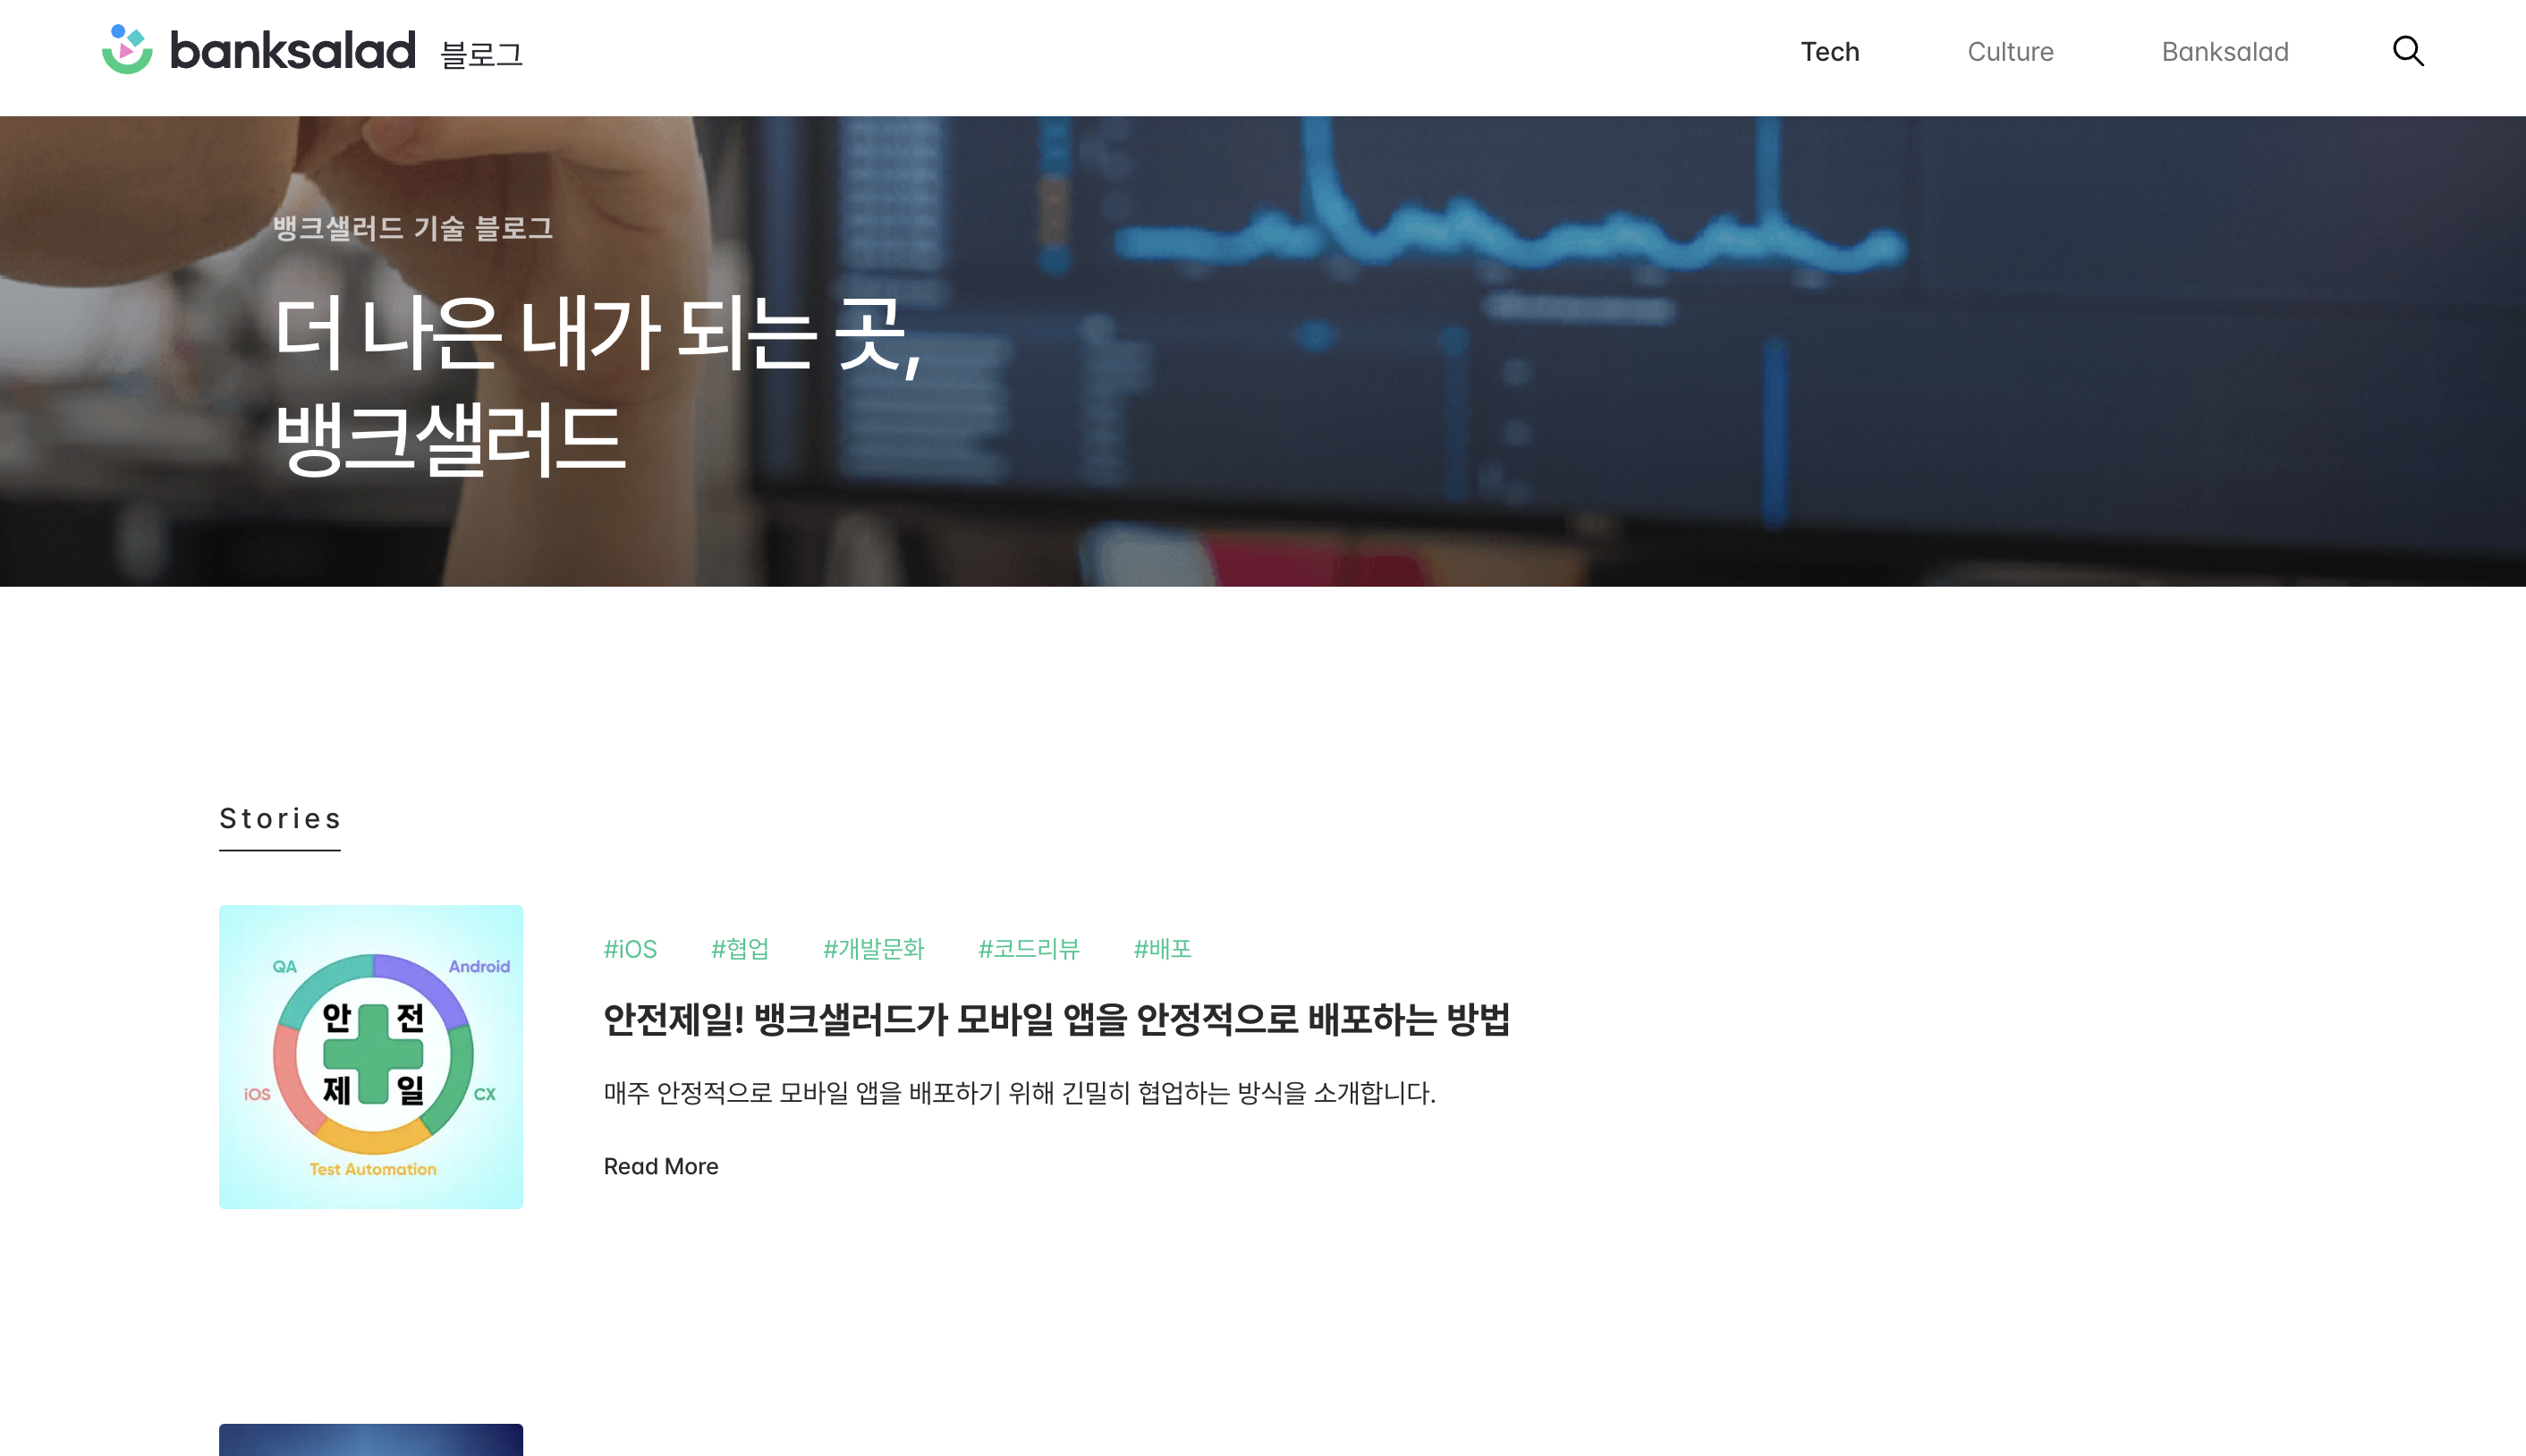 banksalad 블로그
Tech Culture Banksalad
뱅크샐러드 기술 블로그
더 나은 내가 되는 곳,
뱅크샐러드
Stories
QA
Android
안 전
제 일
iOS
CX
Test Automation
#iOS #협업 #개발문화 #코드리뷰 #배포
안전제일! 뱅크샐러드가 모바일 앱을 안정적으로 배포하는 방법
매주 안정적으로 모바일 앱을 배포하기 위해 긴밀히 협업하는 방식을 소개합니다.
Read More